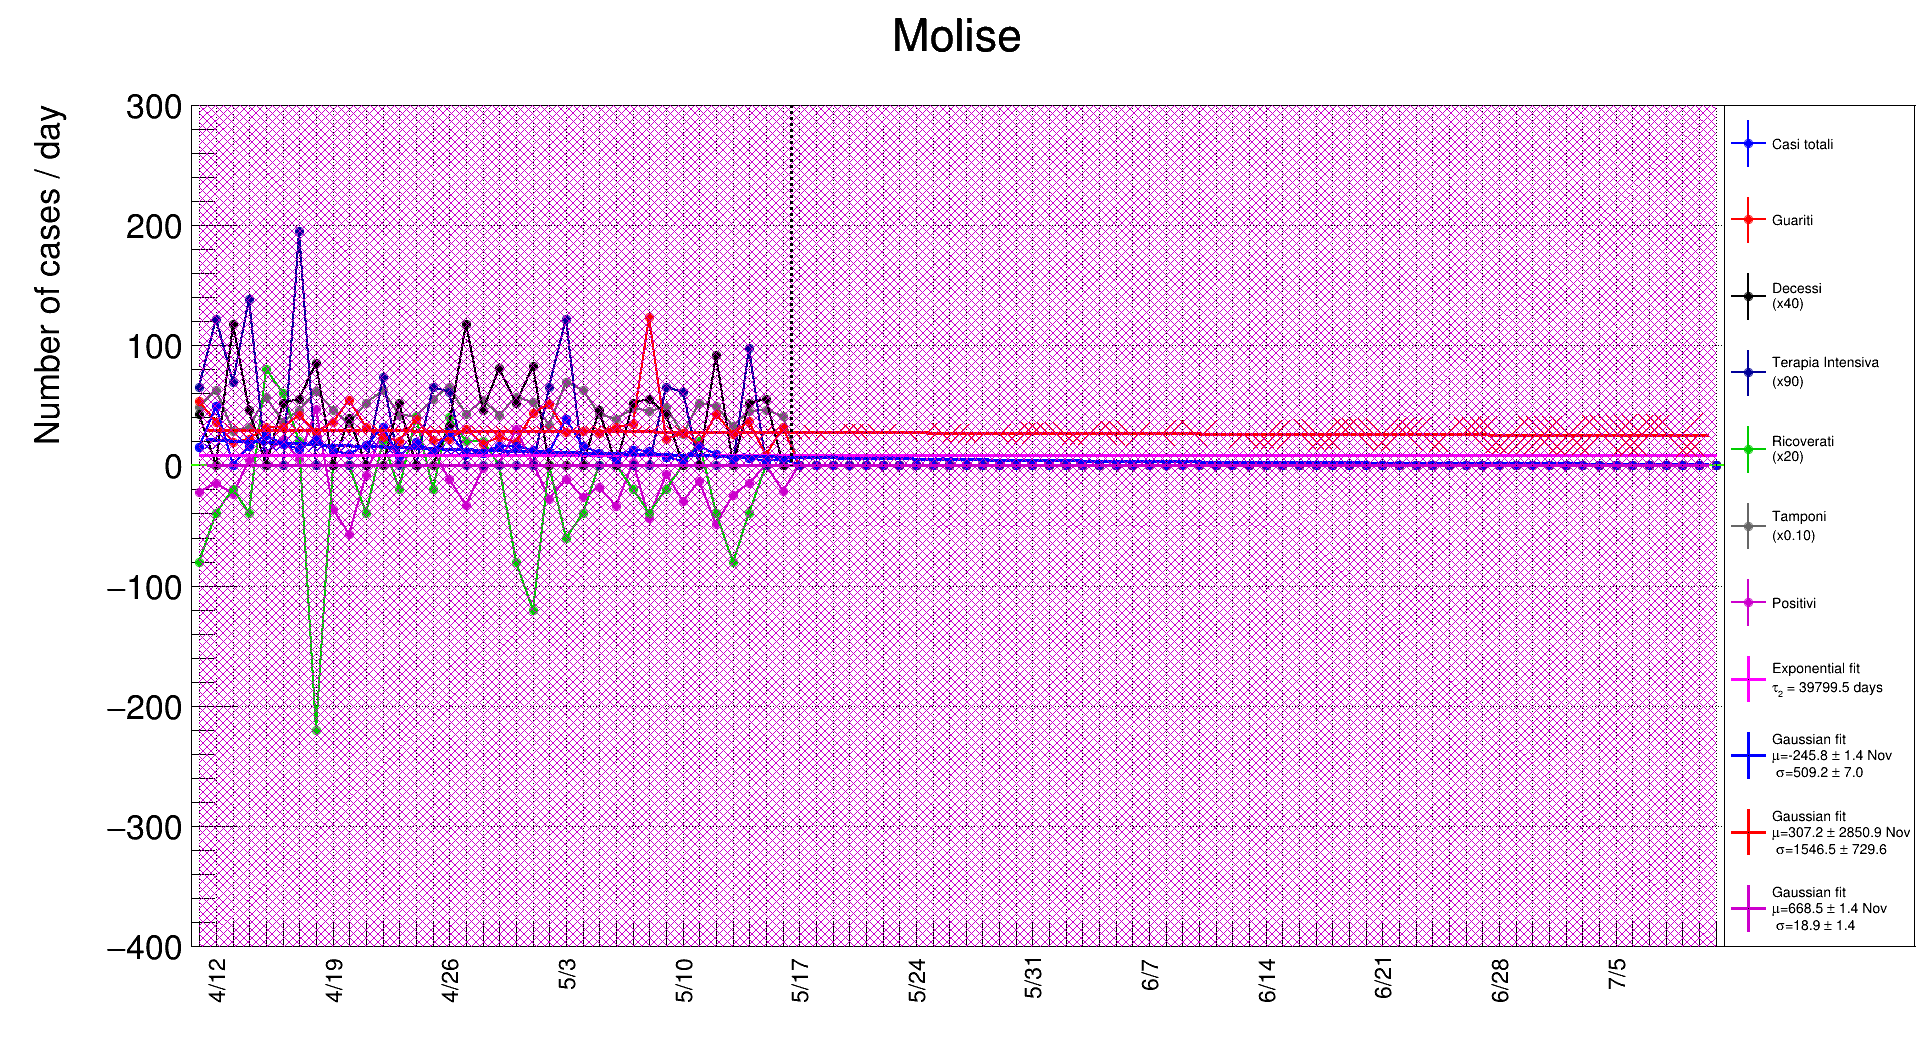 Molise
Number of cases / day
300
200
100
0
−100
−200
−300
−400
4/12
4/19
4/26
5/3
5/10
5/17
5/24
5/31
6/7
6/14
6/21
6/28
7/5
Casi totali
Guariti
Decessi
(x40)
Terapia Intensiva
(x90)
Ricoverati
(x20)
Tamponi
(x0.10)
Positivi
Exponential fit
τ₂ = 39799.5 days
Gaussian fit
μ=-245.8 ± 1.4 Nov
σ=509.2 ± 7.0
Gaussian fit
μ=307.2 ± 2850.9 Nov
σ=1546.5 ± 729.6
Gaussian fit
μ=668.5 ± 1.4 Nov
σ=18.9 ± 1.4